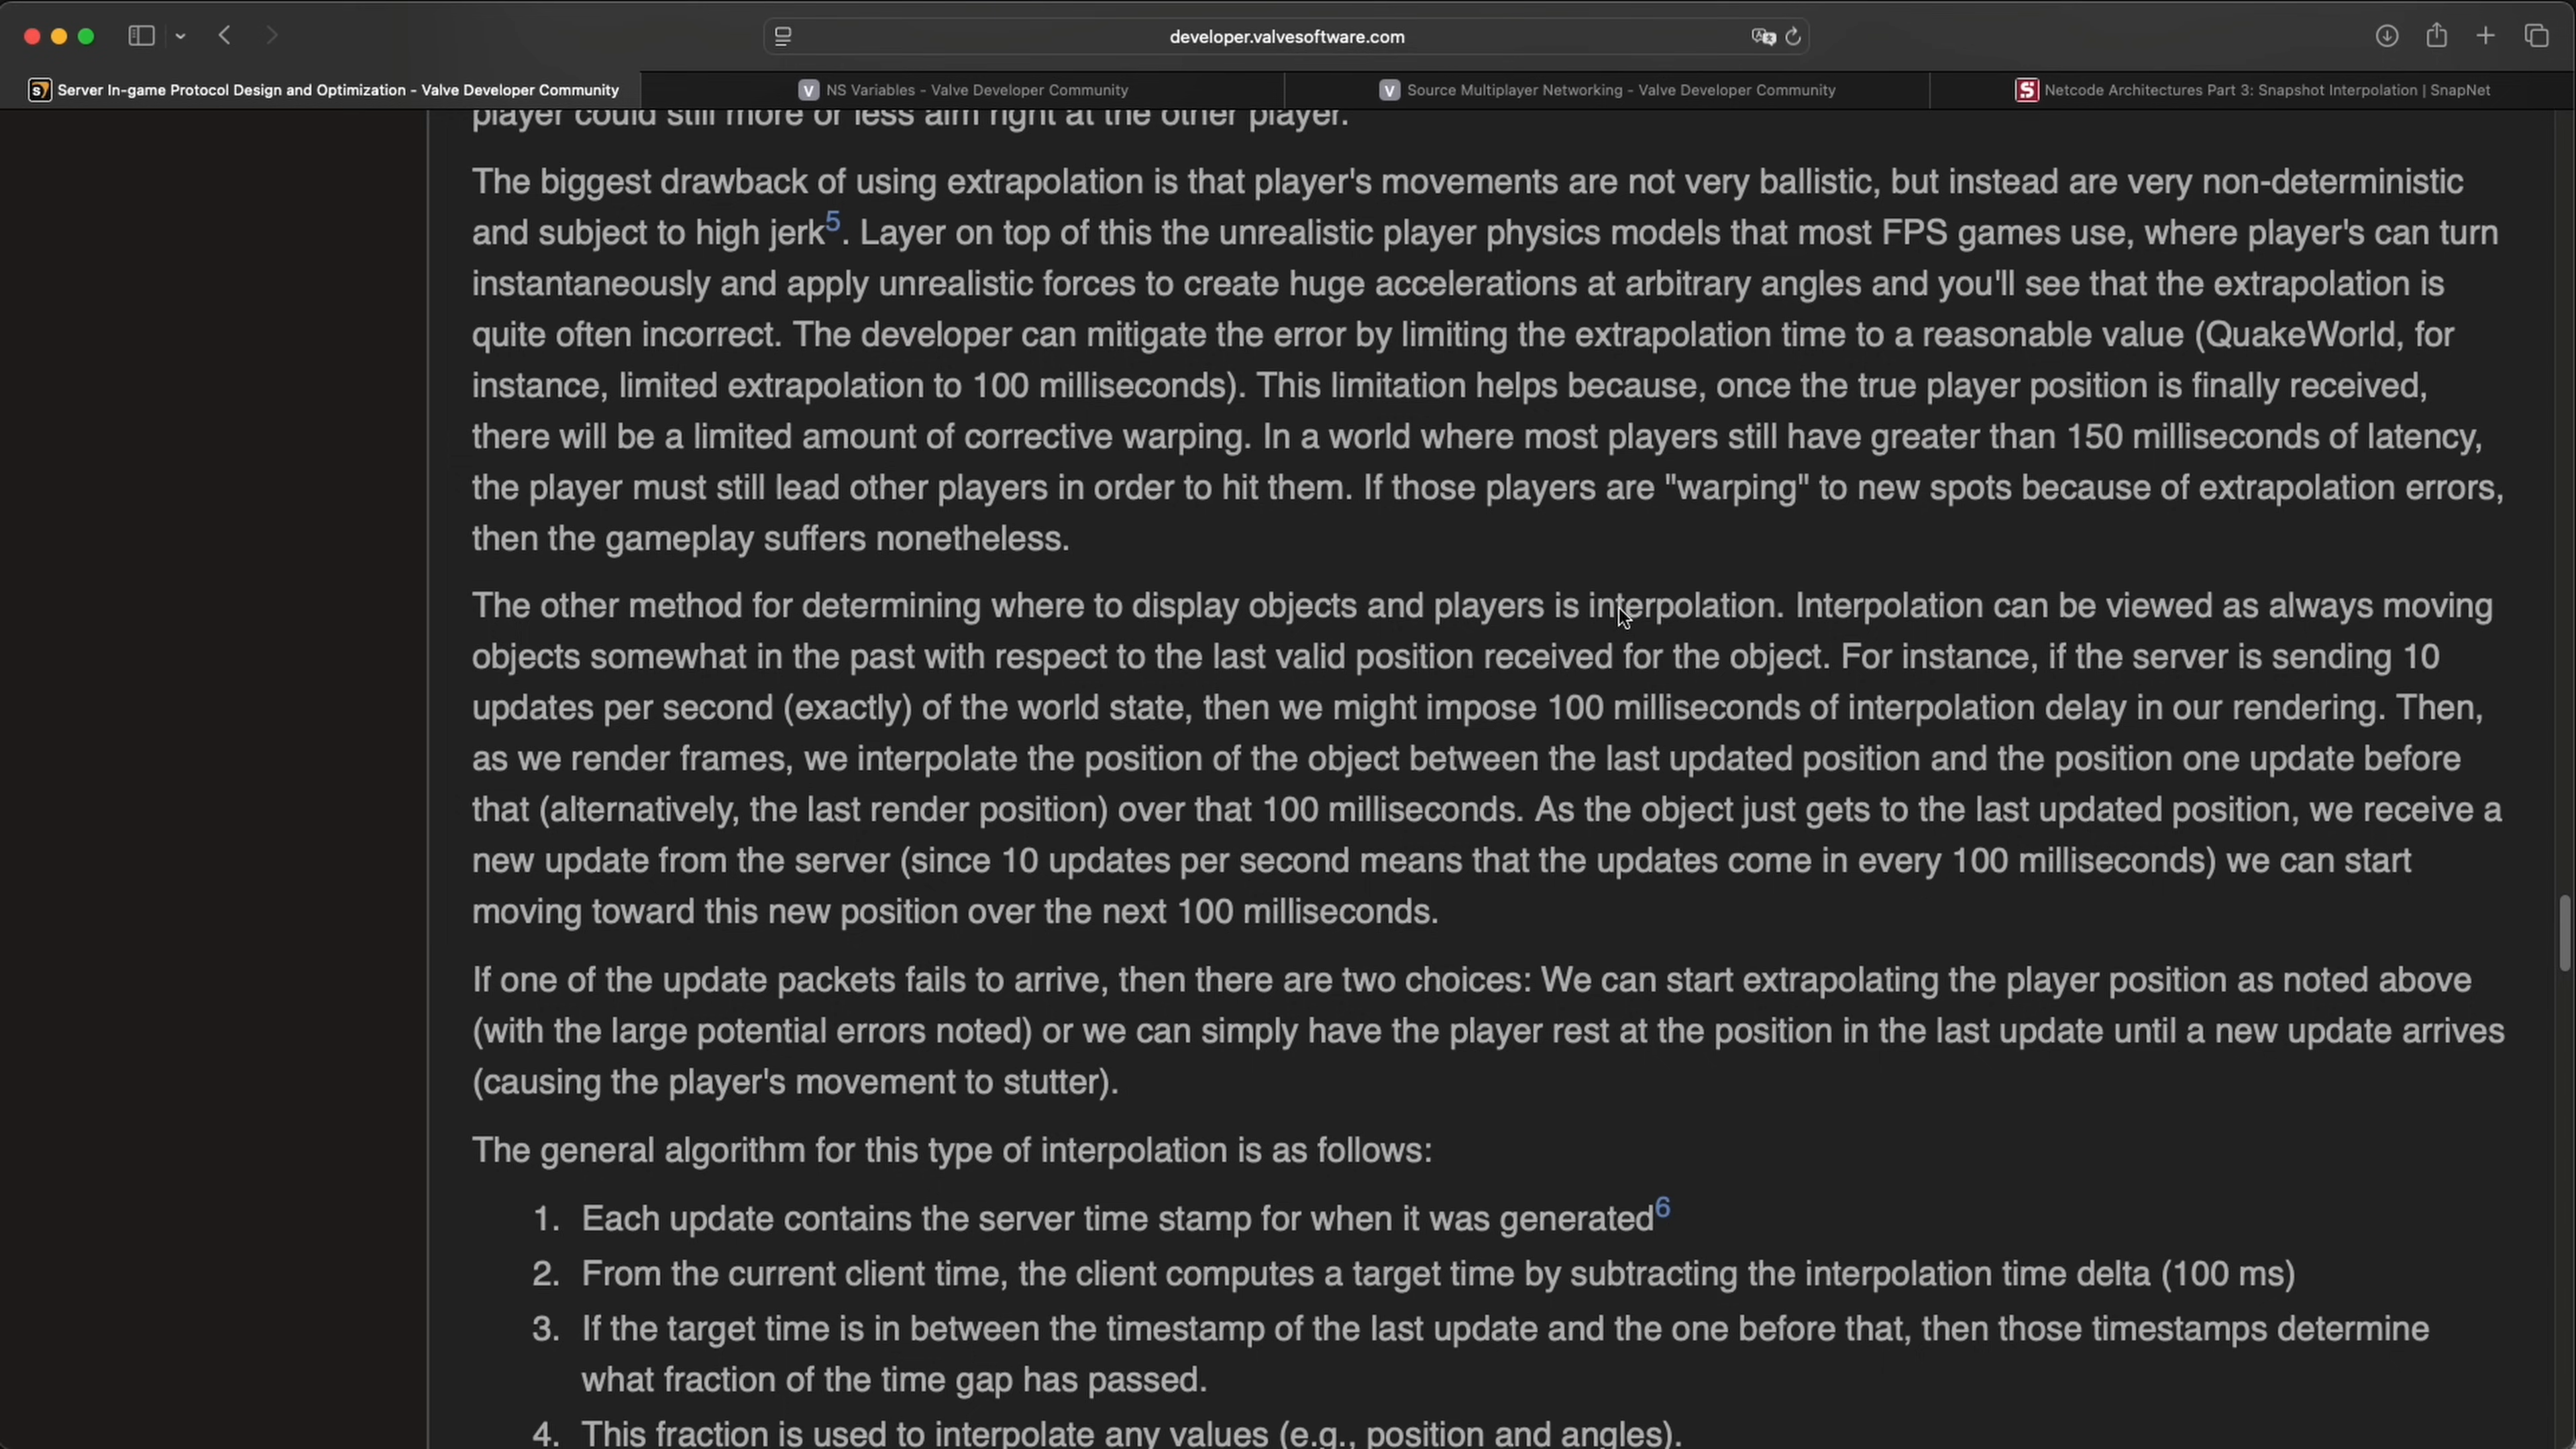 developer.valvesoftware.com
Server In-game Protocol Design and Optimization - Valve Developer Community
NS Variables - Valve Developer Community
Source Multiplayer Networking - Valve Developer Community
Netcode Architectures Part 3: Snapshot Interpolation | SnapNet
player could still more or less aim right at the other player.
The biggest drawback of using extrapolation is that player's movements are not very ballistic, but instead are very non-deterministic
and subject to high jerk5. Layer on top of this the unrealistic player physics models that most FPS games use, where player's can turn
instantaneously and apply unrealistic forces to create huge accelerations at arbitrary angles and you'll see that the extrapolation is
quite often incorrect. The developer can mitigate the error by limiting the extrapolation time to a reasonable value (QuakeWorld, for
instance, limited extrapolation to 100 milliseconds). This limitation helps because, once the true player position is finally received,
there will be a limited amount of corrective warping. In a world where most players still have greater than 150 milliseconds of latency,
the player must still lead other players in order to hit them. If those players are "warping" to new spots because of extrapolation errors,
then the gameplay suffers nonetheless.
The other method for determining where to display objects and players is interpolation. Interpolation can be viewed as always moving
objects somewhat in the past with respect to the last valid position received for the object. For instance, if the server is sending 10
updates per second (exactly) of the world state, then we might impose 100 milliseconds of interpolation delay in our rendering. Then,
as we render frames, we interpolate the position of the object between the last updated position and the position one update before
that (alternatively, the last render position) over that 100 milliseconds. As the object just gets to the last updated position, we receive a
new update from the server (since 10 updates per second means that the updates come in every 100 milliseconds) we can start
moving toward this new position over the next 100 milliseconds.
If one of the update packets fails to arrive, then there are two choices: We can start extrapolating the player position as noted above
(with the large potential errors noted) or we can simply have the player rest at the position in the last update until a new update arrives
(causing the player's movement to stutter).
The general algorithm for this type of interpolation is as follows:
1. Each update contains the server time stamp for when it was generated6
2. From the current client time, the client computes a target time by subtracting the interpolation time delta (100 ms)
3. If the target time is in between the timestamp of the last update and the one before that, then those timestamps determine
what fraction of the time gap has passed.
4. This fraction is used to interpolate any values (e.g., position and angles).